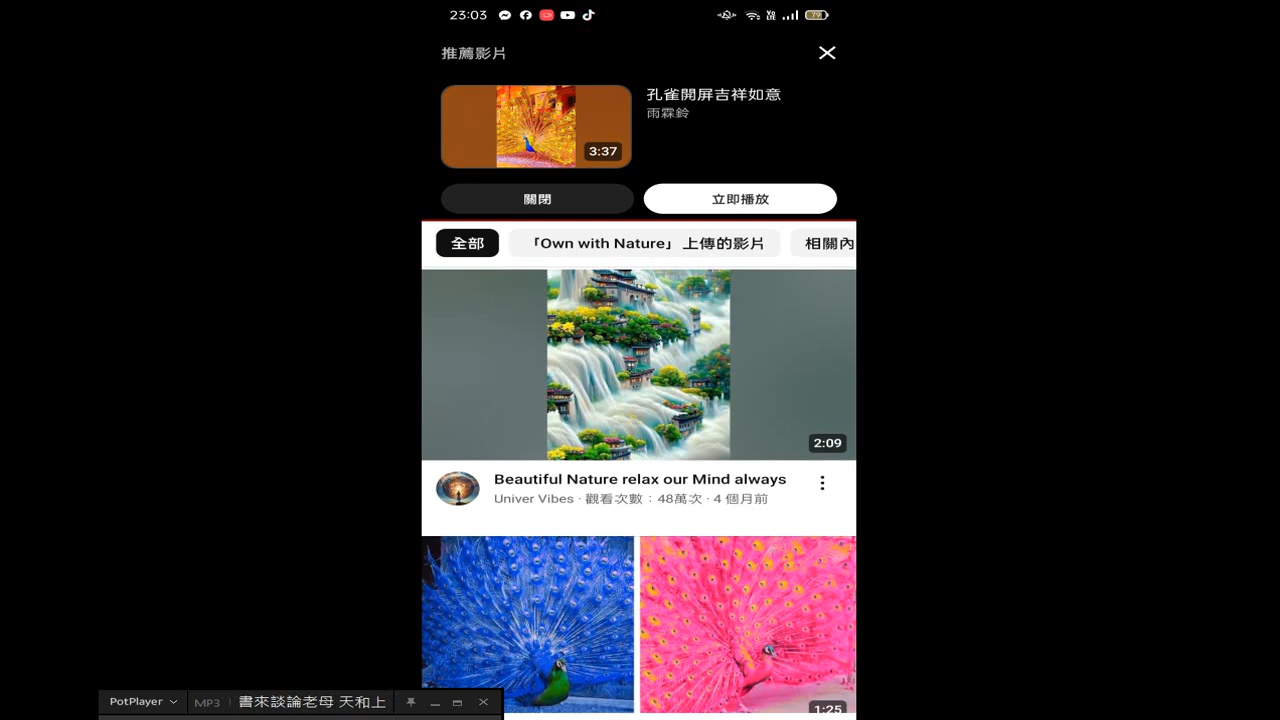 23:03
VO LTE
79
推薦影片
孔雀開屏吉祥如意
雨霖鈴
3:37
關閉
立即播放
全部
「Own with Nature」上傳的影片
相關內
2:09
Beautiful Nature relax our Mind always
Univer Vibes · 觀看次數：48萬次 · 4 個月前
1:25
PotPlayer
MP3
書來談論老母 天和上